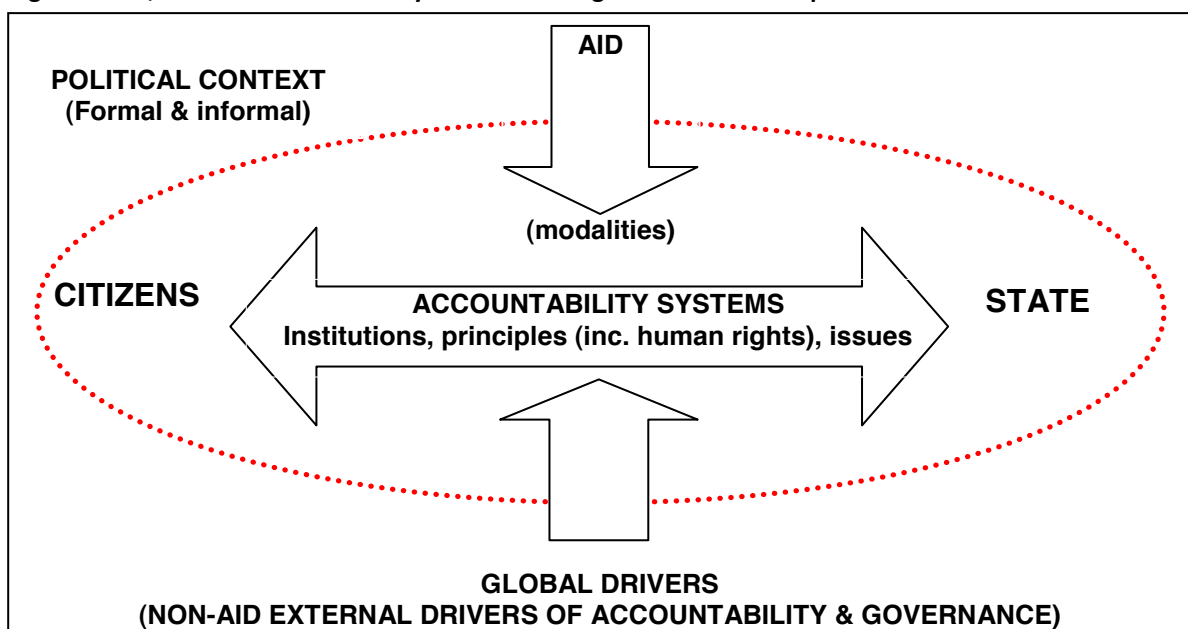 AID
POLITICAL CONTEXT
(Formal & informal)
(modalities)
CITIZENS
STATE
ACCOUNTABILITY SYSTEMS
Institutions, principles (inc. human rights), issues
GLOBAL DRIVERS
(NON-AID EXTERNAL DRIVERS OF ACCOUNTABILITY & GOVERNANCE)